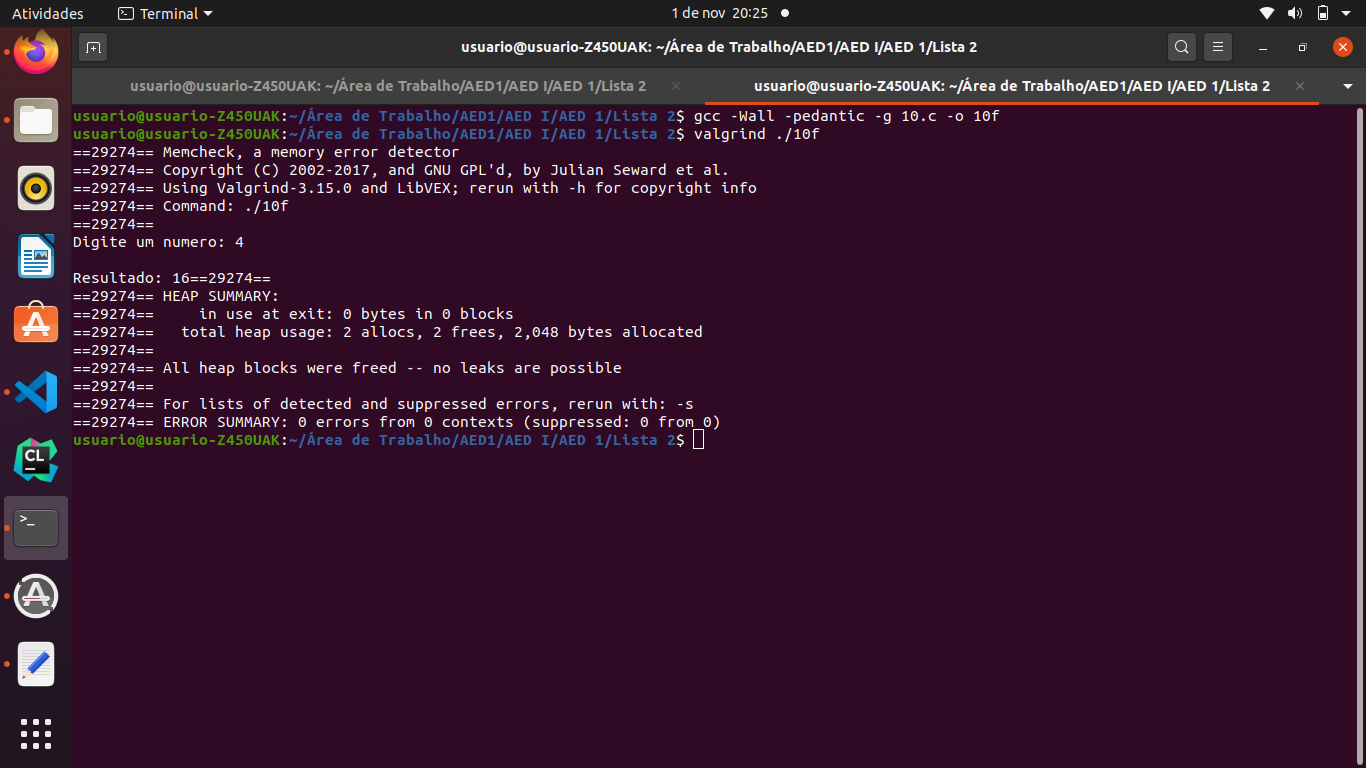 Atividades
Terminal
1 de nov 20:25
usuario@usuario-Z450UAK: ~/Área de Trabalho/AED1/AED I/AED 1/Lista 2
usuario@usuario-Z450UAK: ~/Área de Trabalho/AED1/AED I/AED 1/Lista 2
usuario@usuario-Z450UAK: ~/Área de Trabalho/AED1/AED I/AED 1/Lista 2
usuario@usuario-Z450UAK:~/Área de Trabalho/AED1/AED I/AED 1/Lista 2$ gcc -Wall -pedantic -g 10.c -o 10f
usuario@usuario-Z450UAK:~/Área de Trabalho/AED1/AED I/AED 1/Lista 2$ valgrind ./10f
==29274== Memcheck, a memory error detector
==29274== Copyright (C) 2002-2017, and GNU GPL'd, by Julian Seward et al.
==29274== Using Valgrind-3.15.0 and LibVEX; rerun with -h for copyright info
==29274== Command: ./10f
==29274==
Digite um numero: 4
Resultado: 16==29274==
==29274== HEAP SUMMARY:
==29274==     in use at exit: 0 bytes in 0 blocks
==29274==   total heap usage: 2 allocs, 2 frees, 2,048 bytes allocated
==29274==
==29274== All heap blocks were freed -- no leaks are possible
==29274==
==29274== For lists of detected and suppressed errors, rerun with: -s
==29274== ERROR SUMMARY: 0 errors from 0 contexts (suppressed: 0 from 0)
usuario@usuario-Z450UAK:~/Área de Trabalho/AED1/AED I/AED 1/Lista 2$
CL
>_